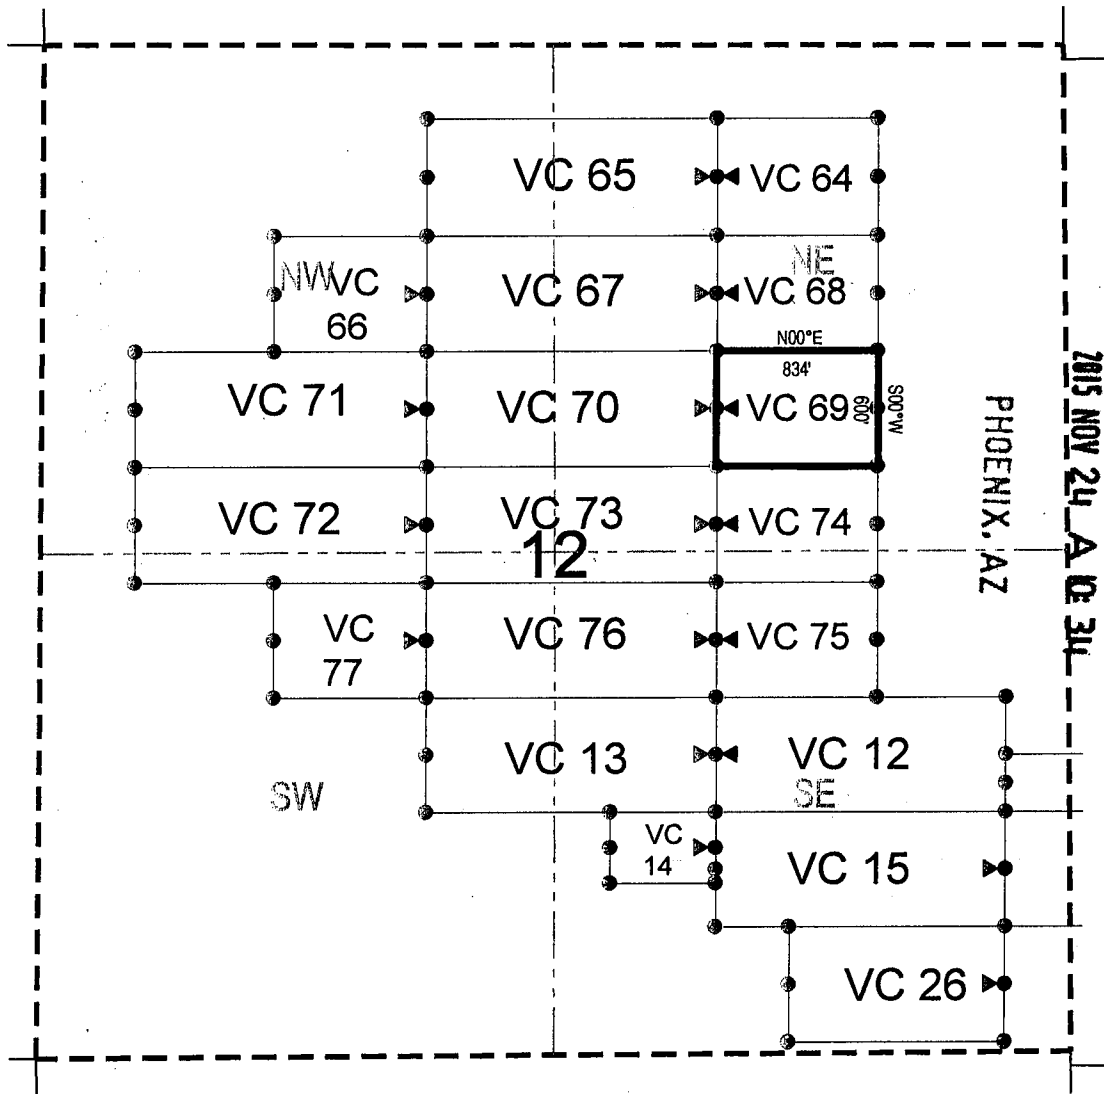 VC 65
VC 64
NW
VC
66
VC 67
NE
VC 68
N00°E
834'
VC 71
VC 70
VC 69
600'
S00°W
PHOENIX, AZ
2015 NOV 24 A 10: 34
VC 72
VC 73
VC 74
12
VC
77
VC 76
VC 75
VC 13
VC 12
SW
SE
VC
14
VC 15
VC 26